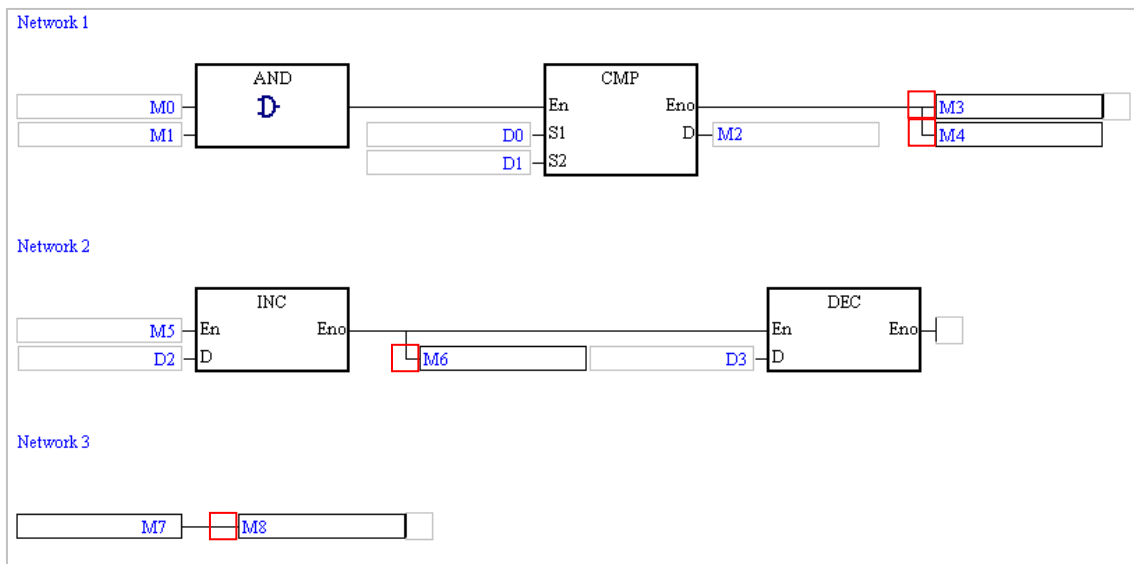 Network 1
AND CMP
M0 En Eno M3
M1 D0 S1 D M2 M4
D1 S2
Network 2
INC DEC
M5 En Eno En Eno
D2 D M6 D3 D
Network 3
M7 M8